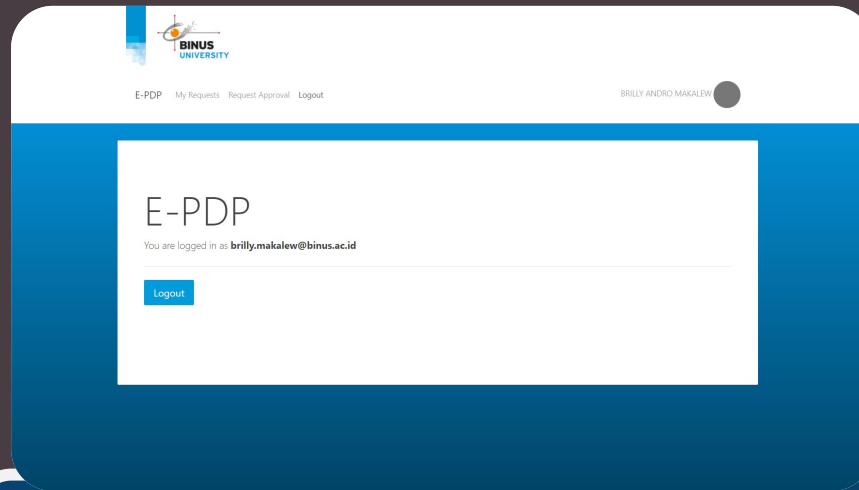 BINUS
UNIVERSITY
E-PDP My Requests Request Approval Logout BRILLY ANDRO MAKALEW
E-PDP
You are logged in as brilly.makalew@binus.ac.id
Logout